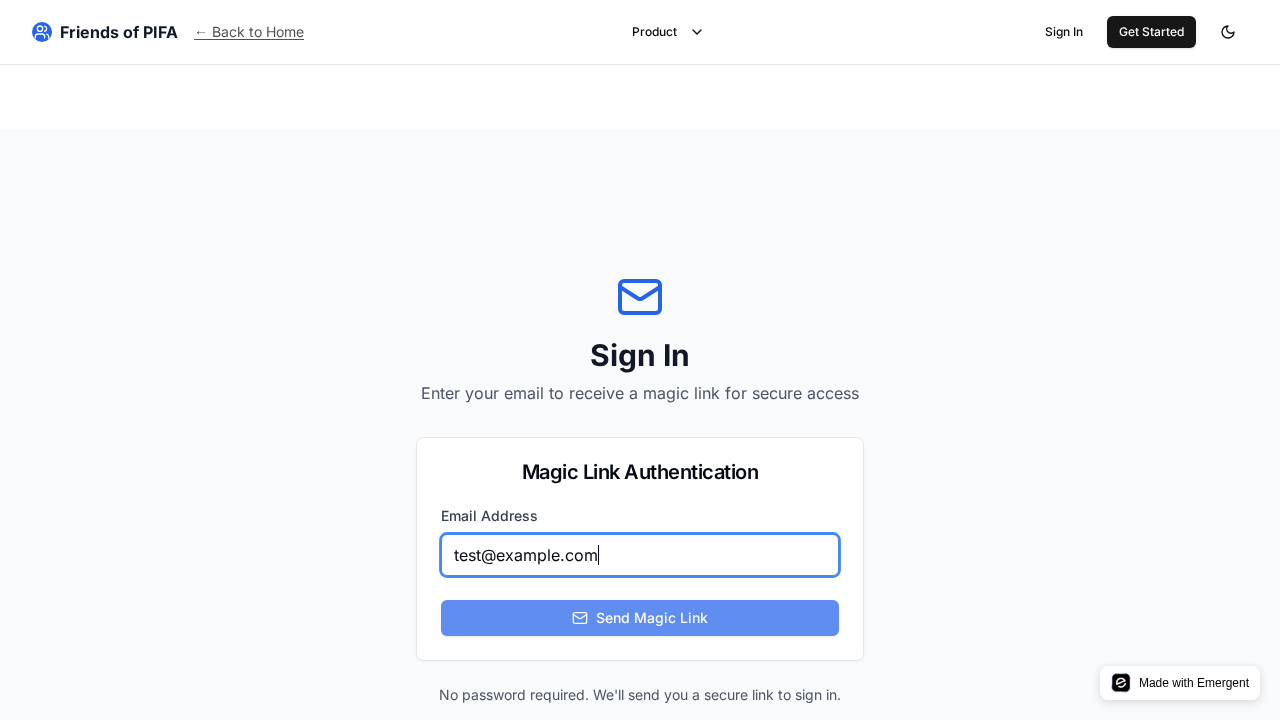 Friends of PIFA
← Back to Home
Product
Sign In
Get Started
Sign In
Enter your email to receive a magic link for secure access
Magic Link Authentication
Email Address
test@example.com
Send Magic Link
No password required. We'll send you a secure link to sign in.
Made with Emergent